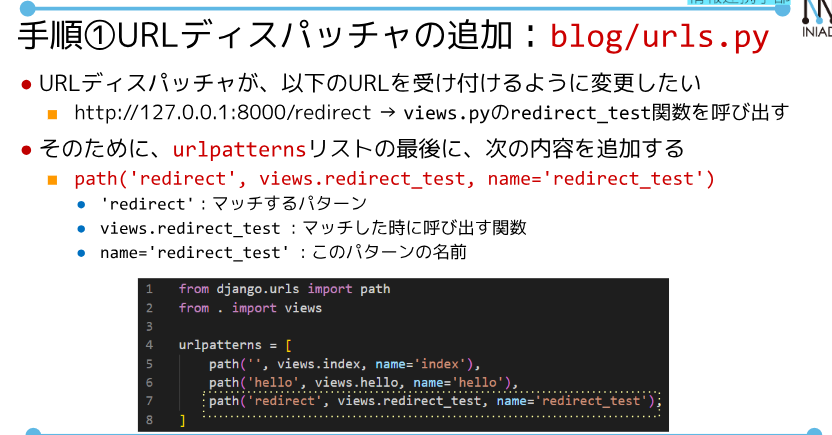 手順①URLディスパッチャの追加：blog/urls.py
INIAD
● URLディスパッチャが、以下のURLを受け付けるように変更したい
■ http://127.0.0.1:8000/redirect → views.pyのredirect_test関数を呼び出す
● そのために、urlpatternsリストの最後に、次の内容を追加する
■ path('redirect', views.redirect_test, name='redirect_test')
● 'redirect'：マッチするパターン
● views.redirect_test：マッチした時に呼び出す関数
● name='redirect_test'：このパターンの名前
1 from django.urls import path
2 from . import views
3
4 urlpatterns = [
5 path('', views.index, name='index'),
6 path('hello', views.hello, name='hello'),
7 path('redirect', views.redirect_test, name='redirect_test'),
8 ]